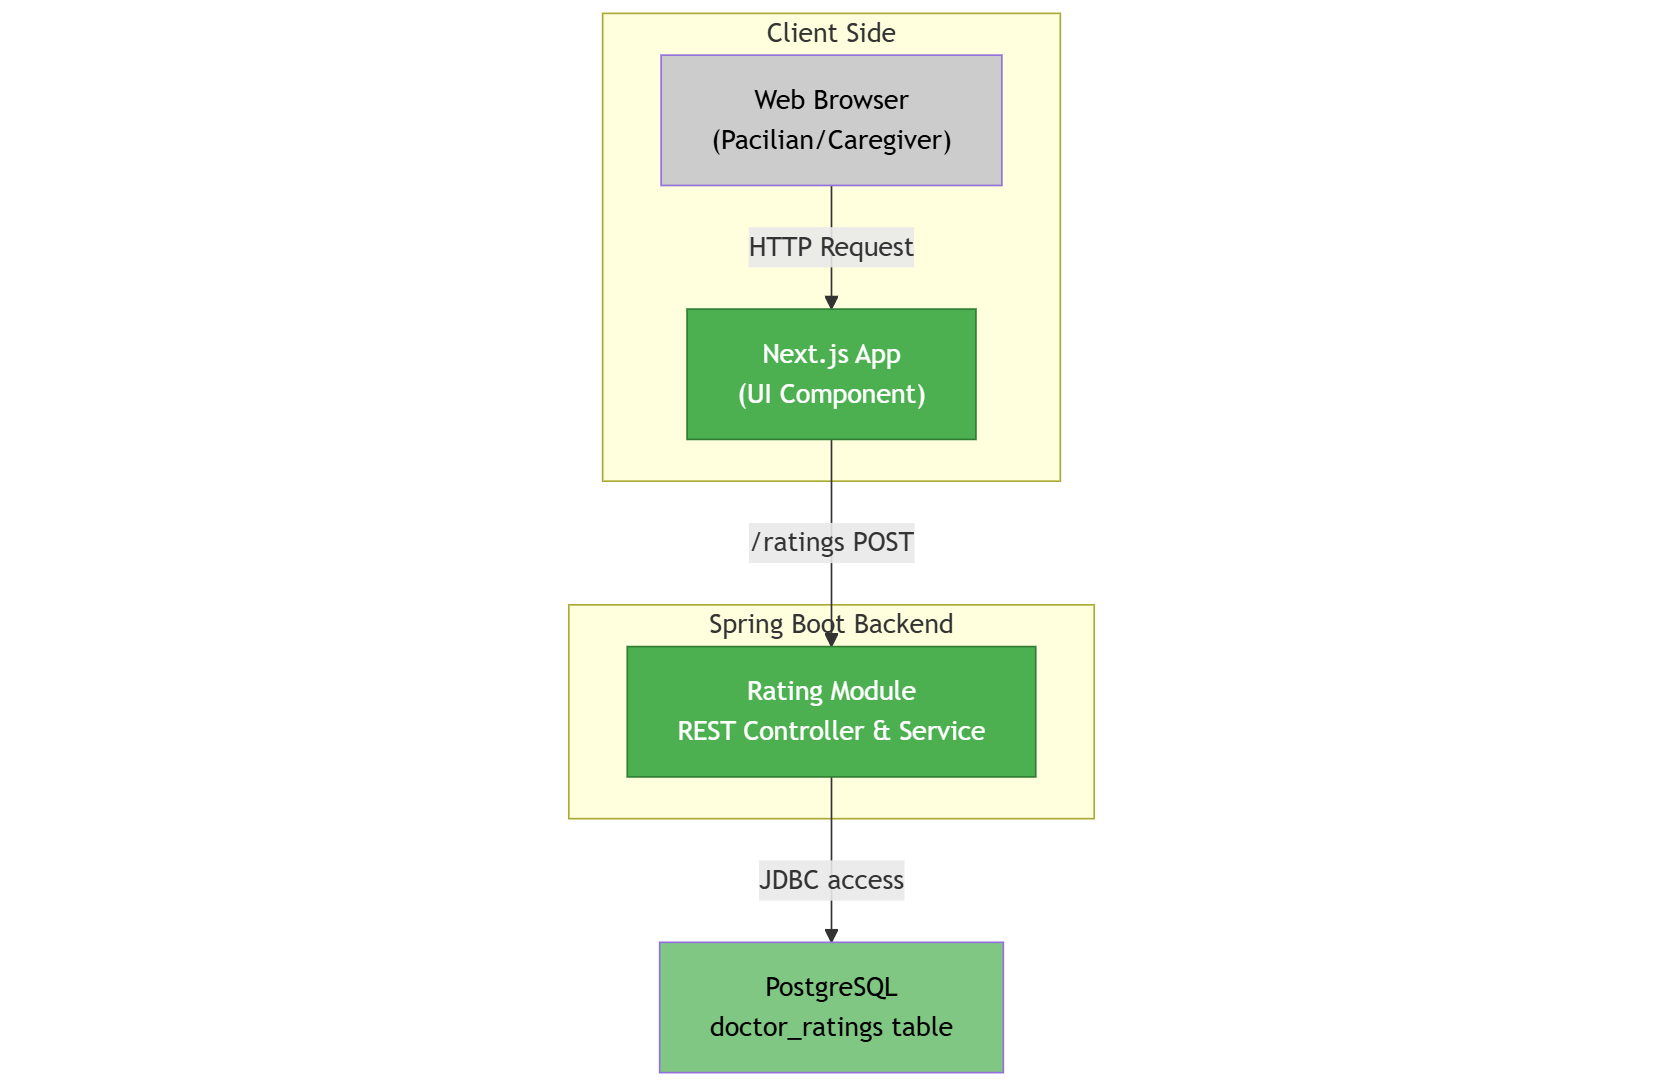 Client Side
Web Browser
(Pacilian/Caregiver)
HTTP Request
Next.js App
(UI Component)
/ratings POST
Spring Boot Backend
Rating Module
REST Controller & Service
JDBC access
PostgreSQL
doctor_ratings table